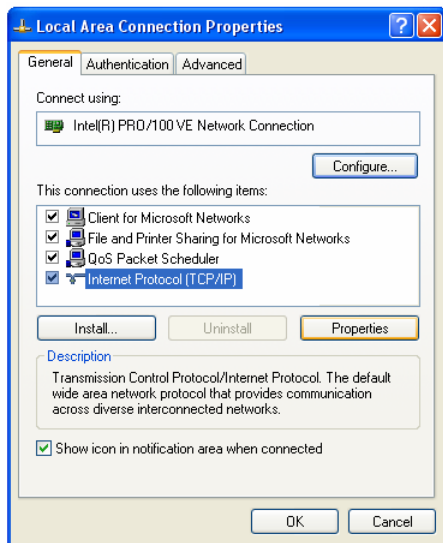 Local Area Connection Properties
General Authentication Advanced
Connect using:
Intel(R) PRO/100 VE Network Connection
Configure...
This connection uses the following items:
Client for Microsoft Networks
File and Printer Sharing for Microsoft Networks
QoS Packet Scheduler
Internet Protocol (TCP/IP)
Install... Uninstall Properties
Description
Transmission Control Protocol/Internet Protocol. The default
wide area network protocol that provides communication
across diverse interconnected networks.
Show icon in notification area when connected
OK Cancel